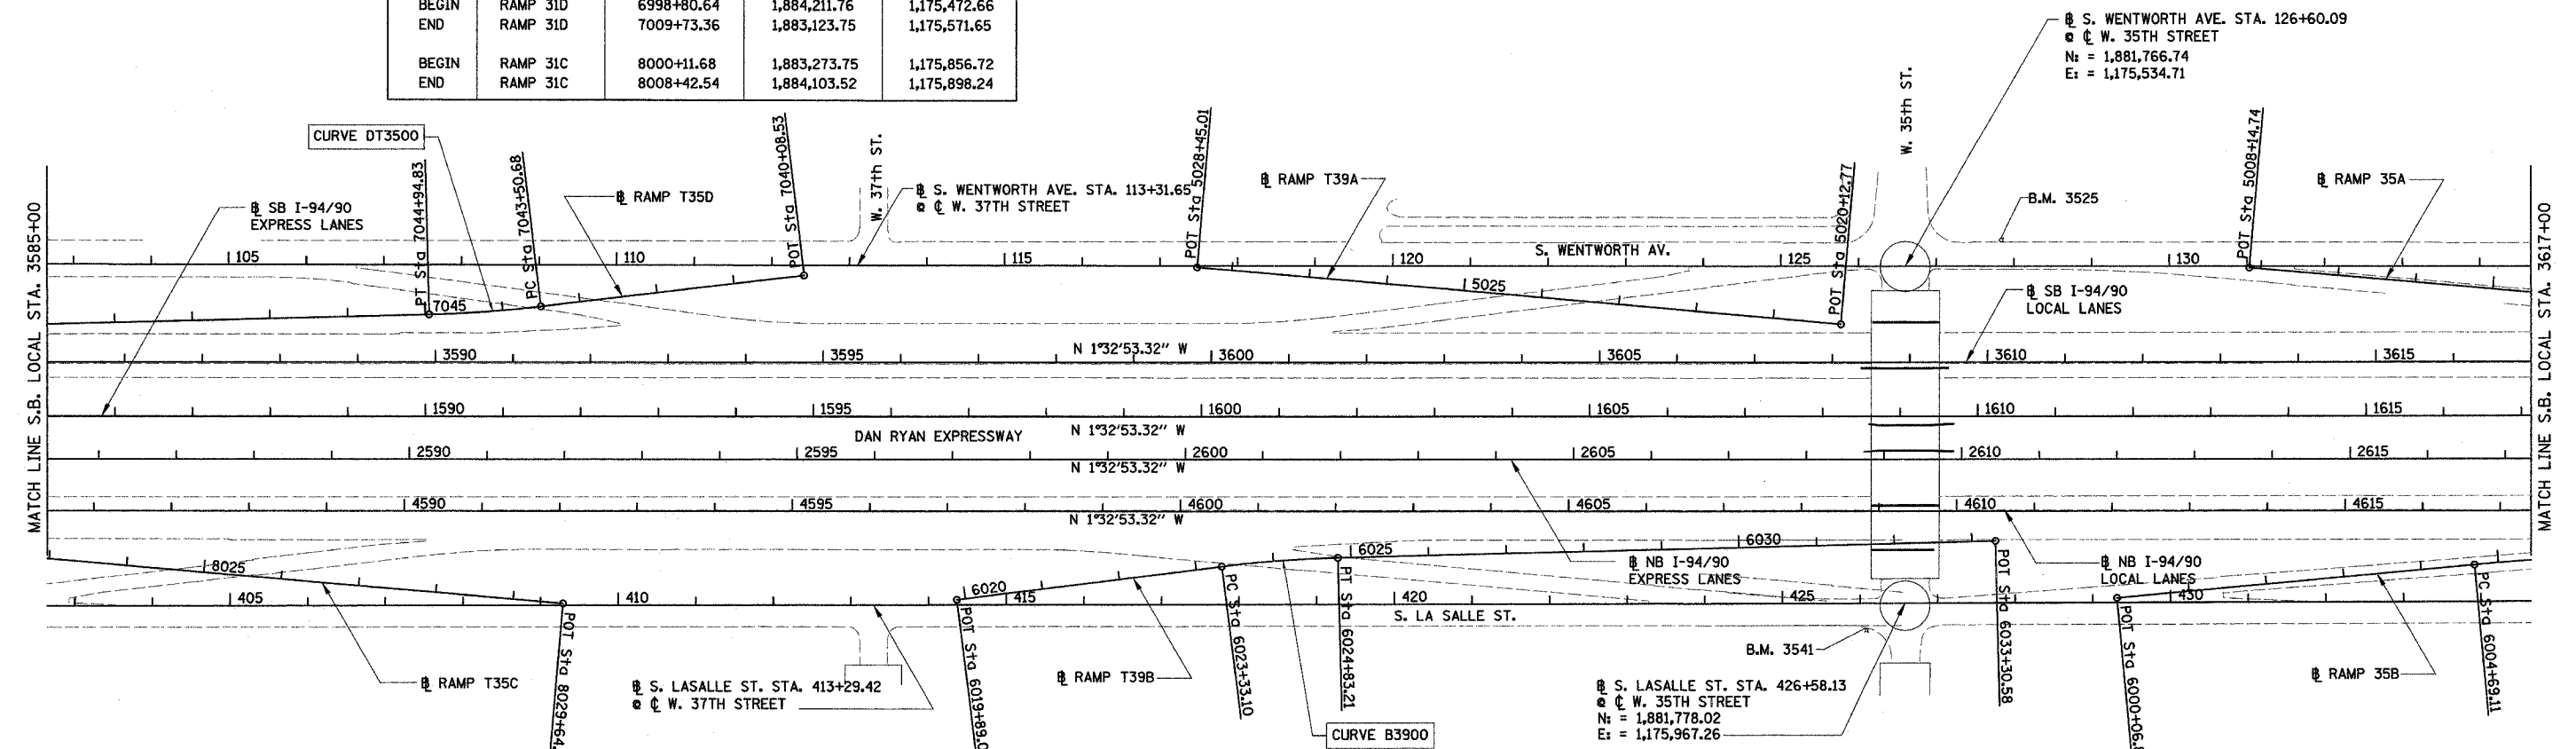 BEGIN RAMP 31D 6998+80.64 1,884,211.76 1,175,472.66
END RAMP 31D 7009+73.36 1,883,123.75 1,175,571.65
BEGIN RAMP 31C 8000+11.68 1,883,273.75 1,175,856.72
END RAMP 31C 8008+42.54 1,884,103.52 1,175,898.24
℄ S. WENTWORTH AVE. STA. 126+60.09
@ ℄ W. 35TH STREET
N: = 1,881,766.74
E: = 1,175,534.71
CURVE DT3500
PT Sta 7044+94.83
PC Sta 7043+50.68
POT Sta 7040+08.53
W. 37th ST.
POT Sta 5028+45.01
POT Sta 5020+12.77
W. 35th ST.
POT Sta 5008+14.74
℄ RAMP T35D
℄ S. WENTWORTH AVE. STA. 113+31.65
@ ℄ W. 37TH STREET
℄ RAMP T39A
B.M. 3525
℄ RAMP 35A
℄ SB I-94/90
EXPRESS LANES
MATCH LINE S.B. LOCAL STA. 3585+00
MATCH LINE S.B. LOCAL STA. 3617+00
105 110 115 120 125 130
S. WENTWORTH AV.
7045
5025
℄ SB I-94/90
LOCAL LANES
3590 3595 N 1°32'53.32" W 3600 3605 3610 3615
1590 1595 1600 1605 1610 1615
DAN RYAN EXPRESSWAY N 1°32'53.32" W
2590 2595 2600 2605 2610 2615
N 1°32'53.32" W
4590 4595 4600 4605 4610 4615
N 1°32'53.32" W
8025
6020
6025
6030
℄ NB I-94/90
EXPRESS LANES
℄ NB I-94/90
LOCAL LANES
405 410 415 420 425 430
S. LA SALLE ST.
POT Sta 8029+64.
POT Sta 6019+89.
PC Sta 6023+33.10
PT Sta 6024+83.21
POT Sta 6033+30.58
POT Sta 6000+06.
PC Sta 6004+69.11
℄ RAMP T35C
℄ S. LASALLE ST. STA. 413+29.42
@ ℄ W. 37TH STREET
℄ RAMP T39B
CURVE B3900
B.M. 3541
℄ S. LASALLE ST. STA. 426+58.13
@ ℄ W. 35TH STREET
N: = 1,881,778.02
E: = 1,175,967.26
℄ RAMP 35B